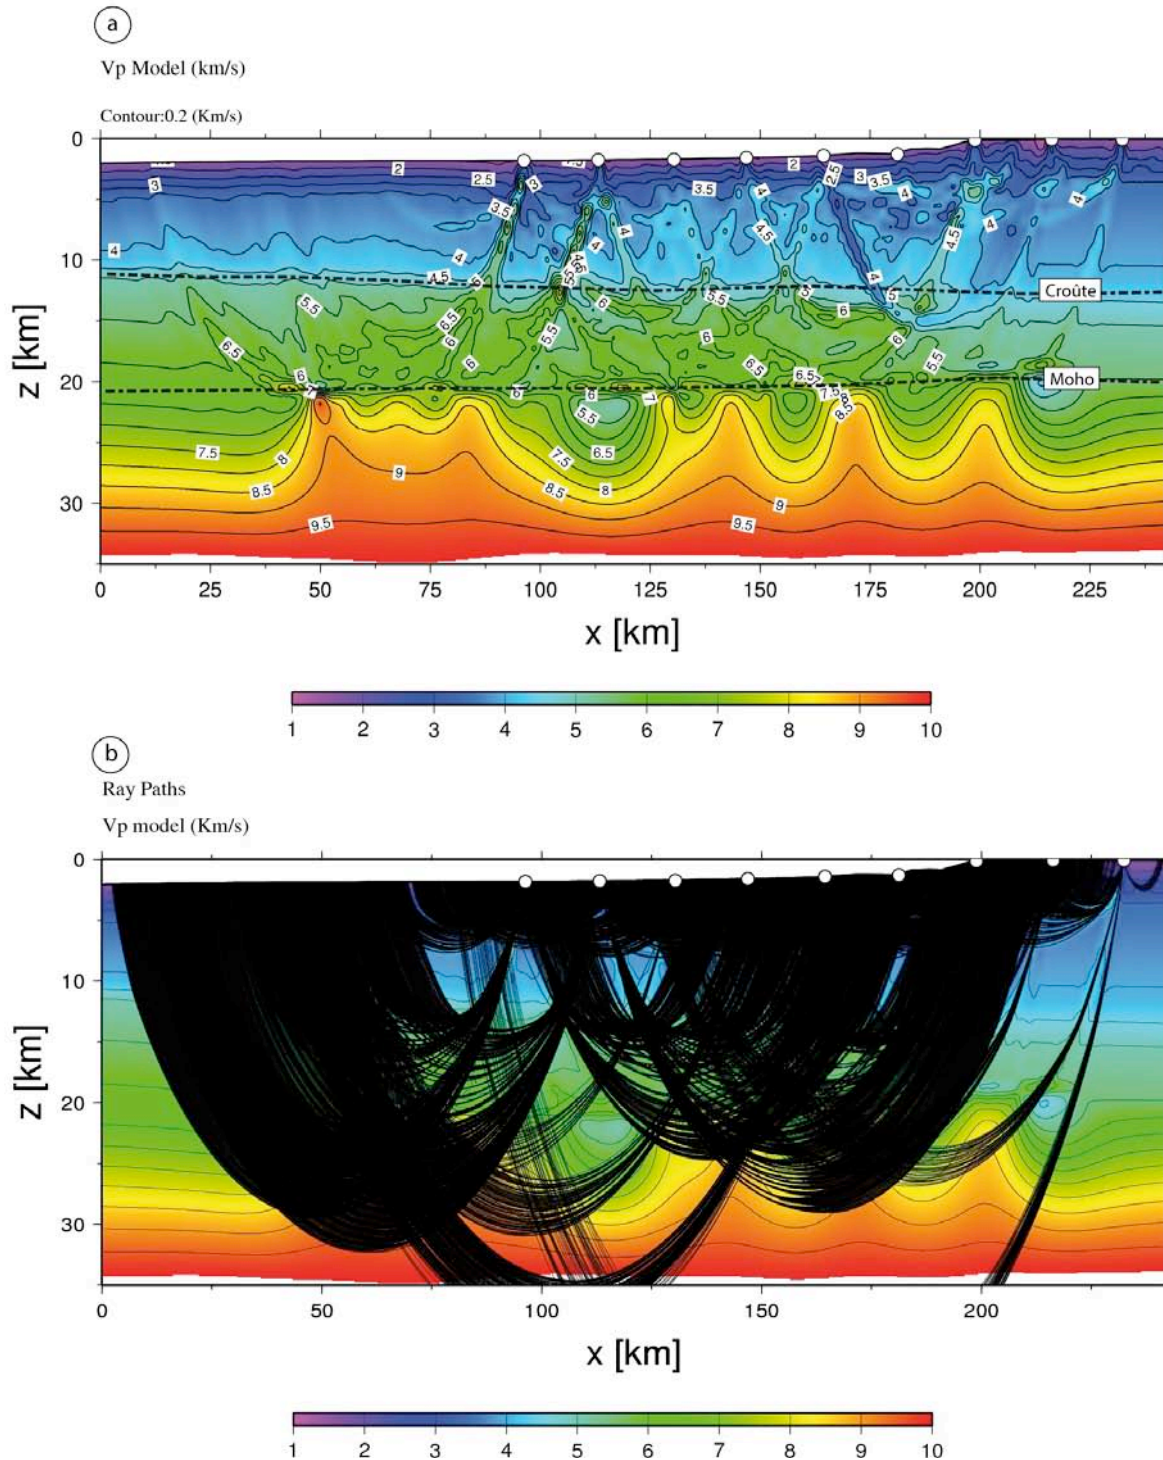 a
Vp Model (km/s)
Contour:0.2 (Km/s)
0
10
20
30
z [km]
2
3
2.5
3
3.5
4
4.5
5.5
6.5
6
7
7.5
8
8.5
9
9.5
Croûte
Moho
0 25 50 75 100 125 150 175 200 225
x [km]
1 2 3 4 5 6 7 8 9 10
b
Ray Paths
Vp model (Km/s)
0
10
20
30
z [km]
0 50 100 150 200
x [km]
1 2 3 4 5 6 7 8 9 10